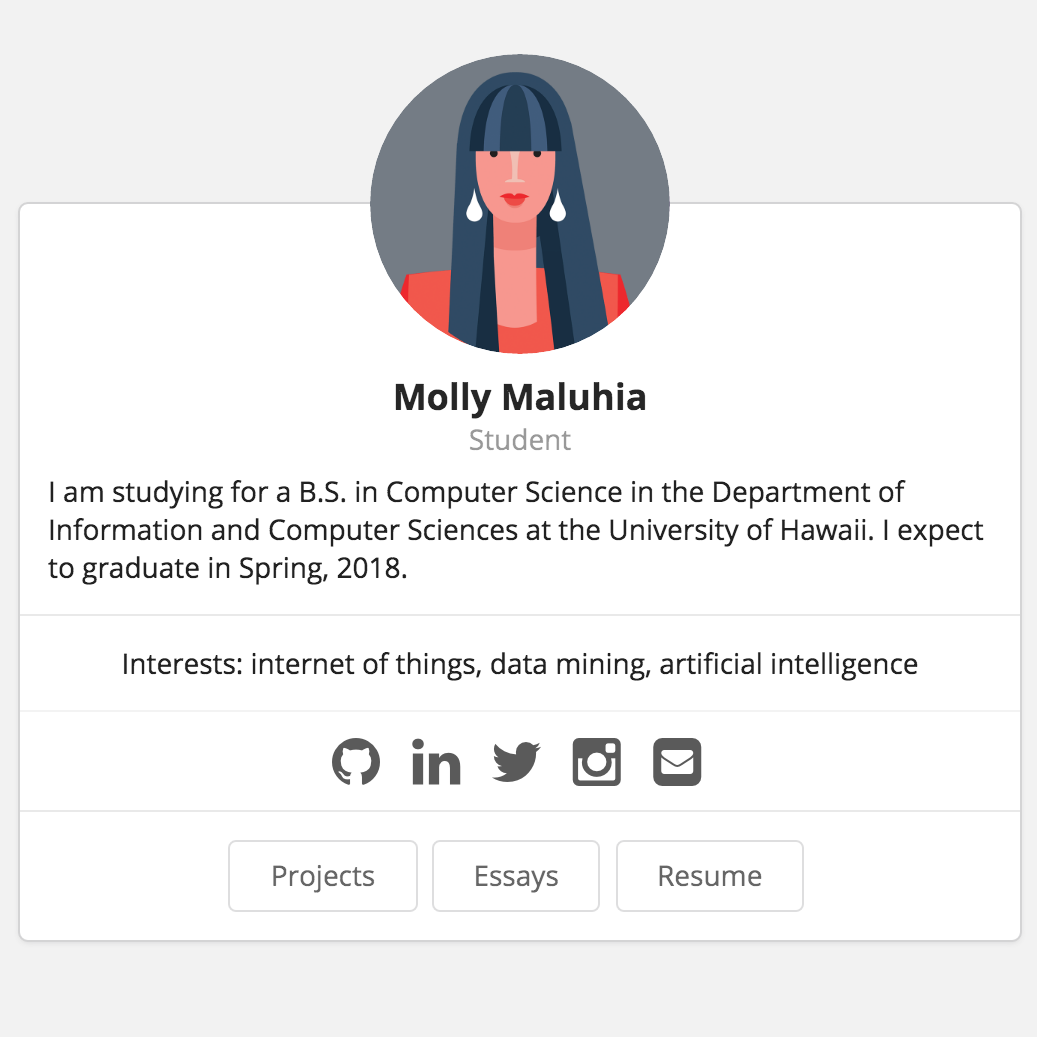 Molly Maluhia
Student
I am studying for a B.S. in Computer Science in the Department of
Information and Computer Sciences at the University of Hawaii. I expect
to graduate in Spring, 2018.
Interests: internet of things, data mining, artificial intelligence
in
Projects Essays Resume